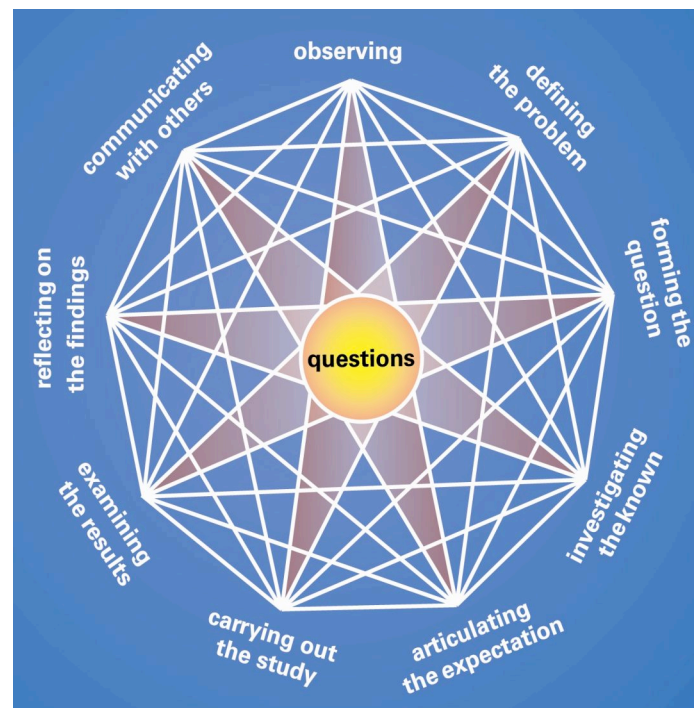 observing
defining
the problem
forming the
question
investigating
the known
articulating
the expectation
carrying out
the study
examining
the results
reflecting on
the findings
communicating
with others
questions